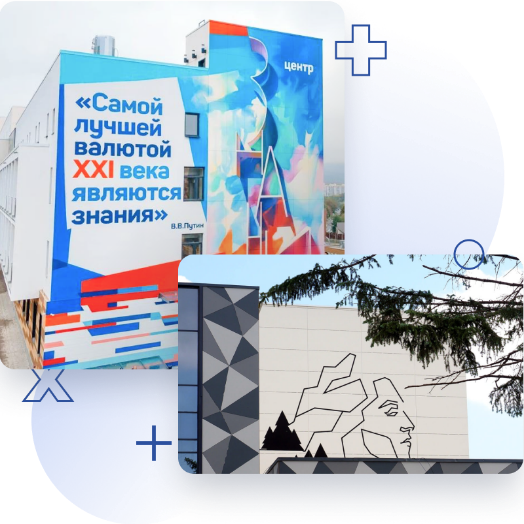 «Самой
лучшей
валютой
XXI века
являются
знания»
В.В.Путин
центр